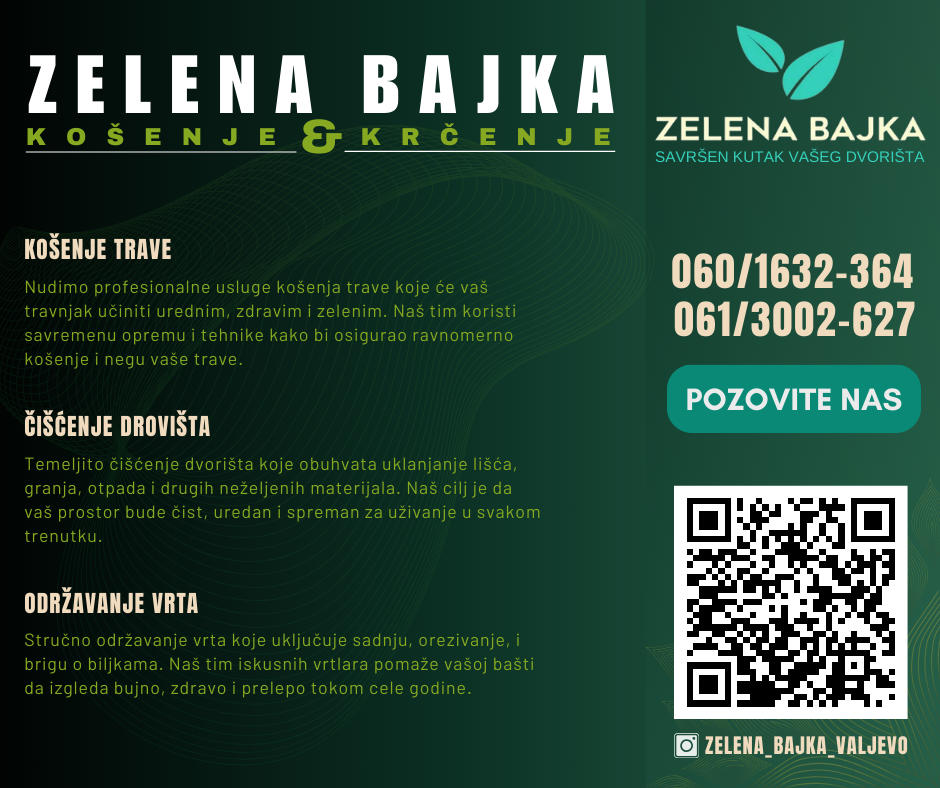 ZELENA BAJKA
KOŠENJE & KRČENJE
KOŠENJE TRAVE
Nudimo profesionalne usluge košenja trave koje će vaš
travnjak učiniti urednim, zdravim i zelenim. Naš tim koristi
savremenu opremu i tehnike kako bi osigurao ravnomerno
košenje i negu vaše trave.
ČIŠĆENJE DROVIŠTA
Temeljito čišćenje dvorišta koje obuhvata uklanjanje lišća,
granja, otpada i drugih neželjenih materijala. Naš cilj je da
vaš prostor bude čist, uredan i spreman za uživanje u svakom
trenutku.
ODRŽAVANJE VRTA
Stručno održavanje vrta koje uključuje sadnju, orezivanje, i
brigu o biljkama. Naš tim iskusnih vrtlara pomaže vašoj bašti
da izgleda bujno, zdravo i prelepo tokom cele godine.
ZELENA BAJKA
SAVRŠEN KUTAK VAŠEG DVORIŠTA
060/1632-364
061/3002-627
POZOVITE NAS
ZELENA_BAJKA_VALJEVO